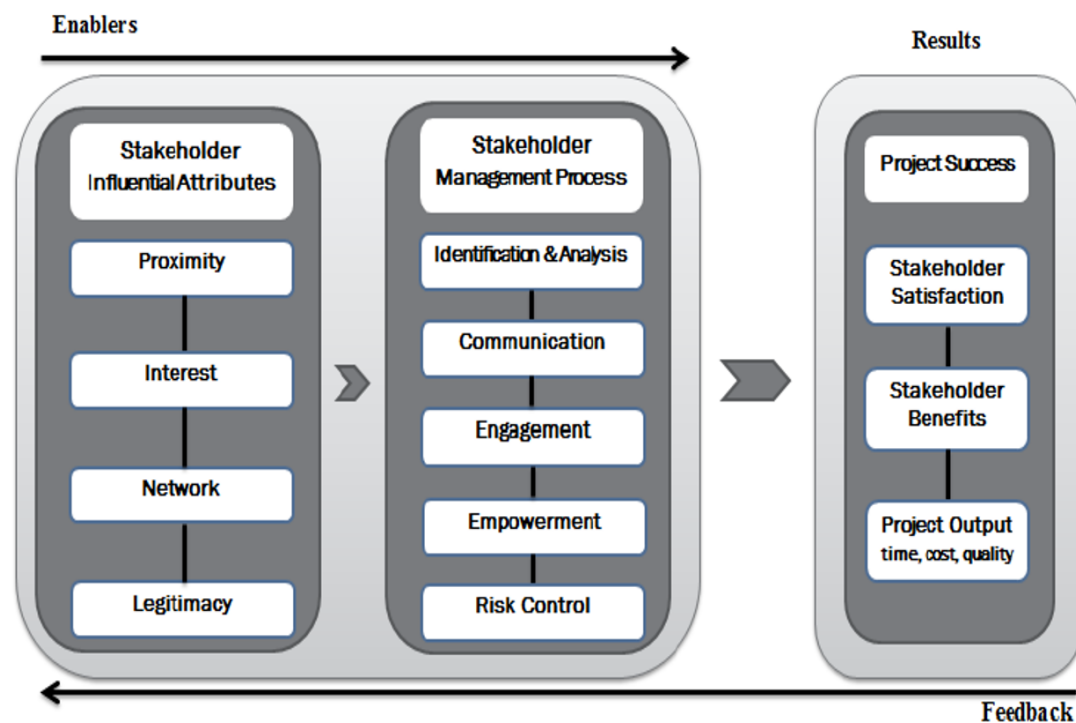 Enablers
Results
Stakeholder
Influential Attributes
Proximity
Interest
Network
Legitimacy
Stakeholder
Management Process
Identification & Analysis
Communication
Engagement
Empowerment
Risk Control
Project Success
Stakeholder
Satisfaction
Stakeholder
Benefits
Project Output
time, cost, quality
Feedback